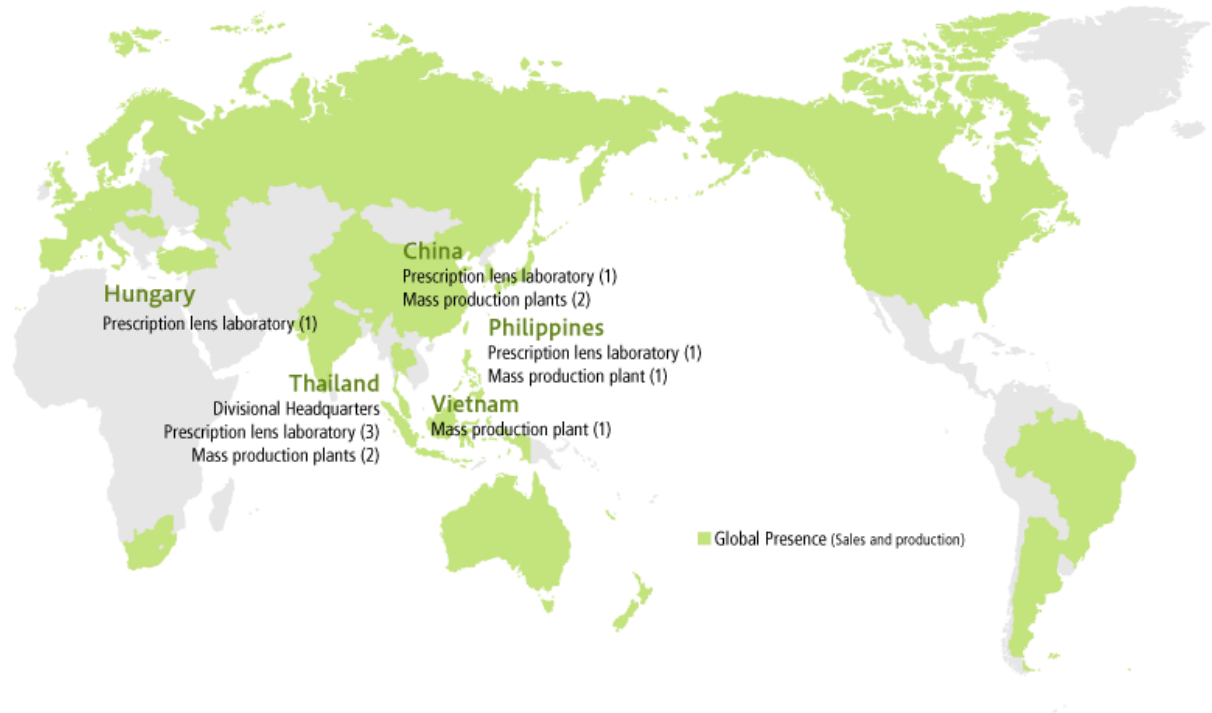 China
Prescription lens laboratory (1)
Mass production plants (2)
Hungary
Prescription lens laboratory (1)
Philippines
Prescription lens laboratory (1)
Mass production plant (1)
Thailand
Divisional Headquarters
Prescription lens laboratory (3)
Mass production plants (2)
Vietnam
Mass production plant (1)
Global Presence (Sales and production)